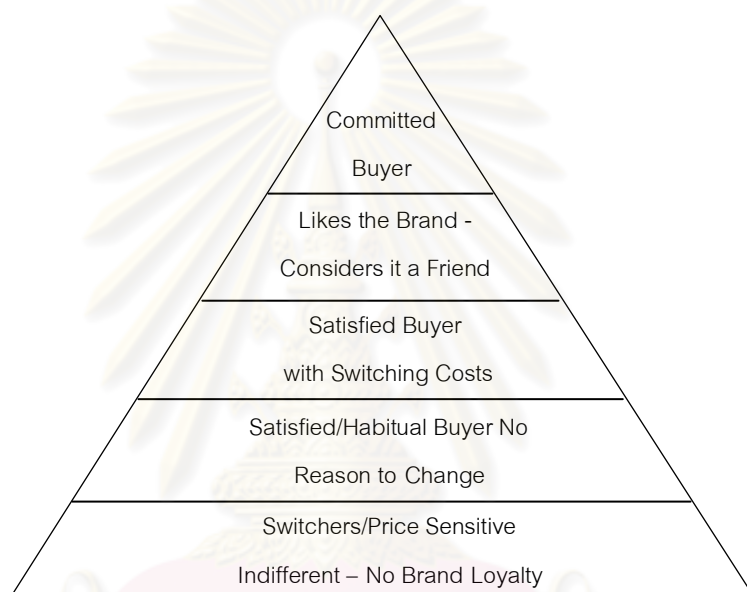 Committed
Buyer
Likes the Brand -
Considers it a Friend
Satisfied Buyer
with Switching Costs
Satisfied/Habitual Buyer No
Reason to Change
Switchers/Price Sensitive
Indifferent – No Brand Loyalty